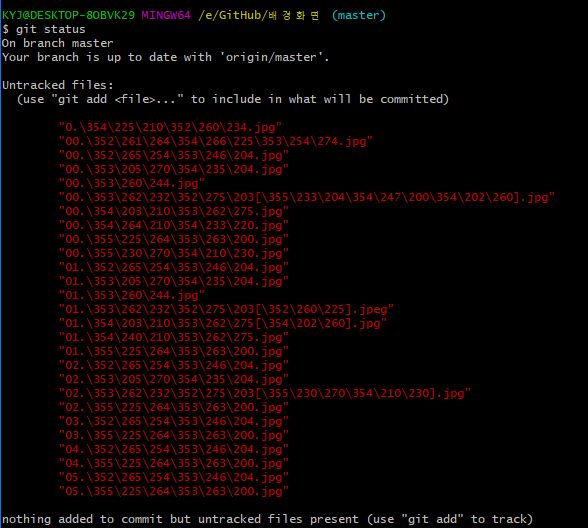 KYJ@DESKTOP-8OBVK29 MINGW64 /e/GitHub/배경화면 (master)
$ git status
On branch master
Your branch is up to date with 'origin/master'.
Untracked files:
(use "git add <file>..." to include in what will be committed)
"0.\354\225\210\352\260\234.jpg"
"00.\352\261\264\354\266\225\353\254\274.jpg"
"00.\352\265\254\353\246\204.jpg"
"00.\353\205\270\354\235\204.jpg"
"00.\353\260\244.jpg"
"00.\353\262\232\352\275\203[\355\233\204\354\247\200\354\202\260].jpg"
"00.\354\203\210\353\262\275.jpg"
"00.\354\264\210\354\233\220.jpg"
"00.\355\225\264\353\263\200.jpg"
"00.\355\230\270\354\210\230.jpg"
"01.\352\265\254\353\246\204.jpg"
"01.\353\205\270\354\235\204.jpg"
"01.\353\260\244.jpg"
"01.\353\262\232\352\275\203[\352\260\225].jpeg"
"01.\354\203\210\353\262\275[\354\202\260].jpg"
"01.\354\240\210\353\262\275.jpg"
"01.\355\225\264\353\263\200.jpg"
"02.\352\265\254\353\246\204.jpg"
"02.\353\205\270\354\235\204.jpg"
"02.\353\262\232\352\275\203[\355\230\270\354\210\230].jpg"
"02.\355\225\264\353\263\200.jpg"
"03.\352\265\254\353\246\204.jpg"
"03.\355\225\264\353\263\200.jpg"
"04.\352\265\254\353\246\204.jpg"
"04.\355\225\264\353\263\200.jpg"
"05.\352\265\254\353\246\204.jpg"
"05.\355\225\264\353\263\200.jpg"
nothing added to commit but untracked files present (use "git add" to track)